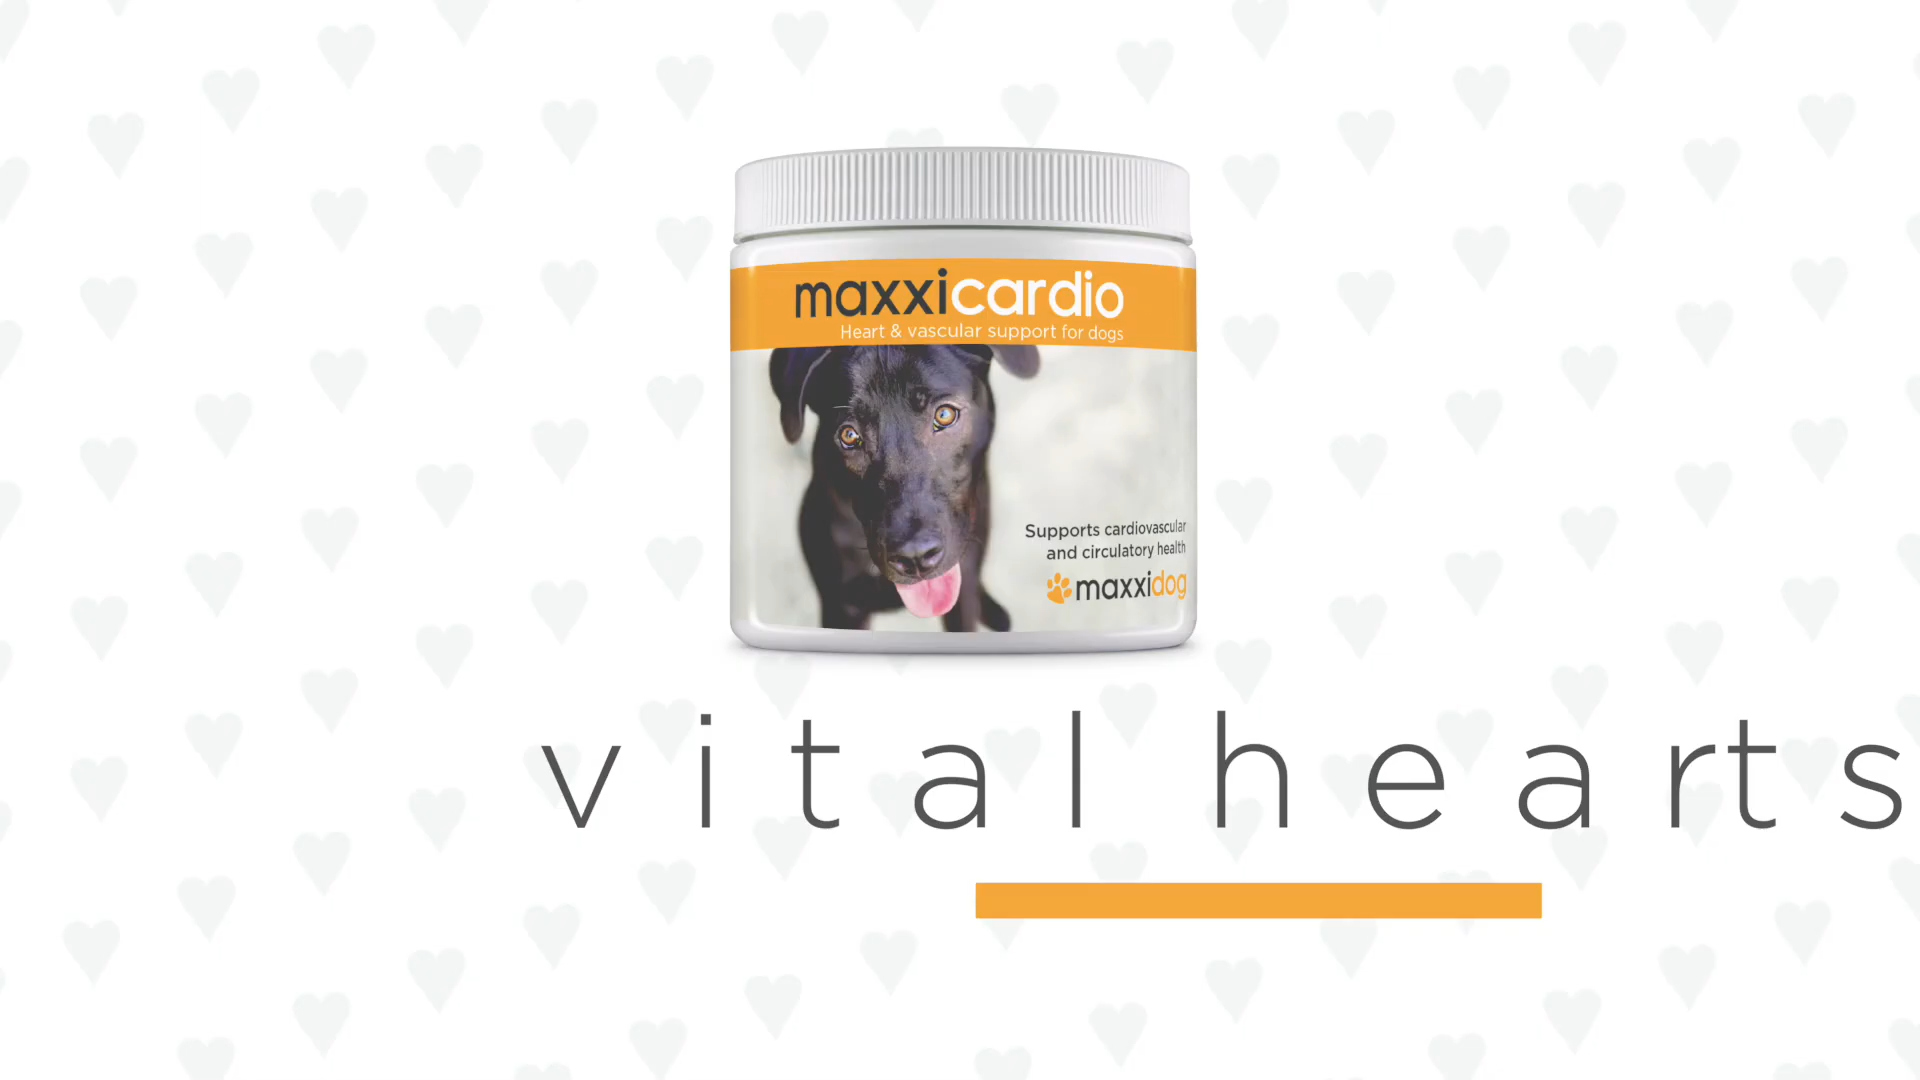 maxxicardio
Heart & vascular support for dogs
Supports cardiovascular
and circulatory health
maxxidog
vital hearts